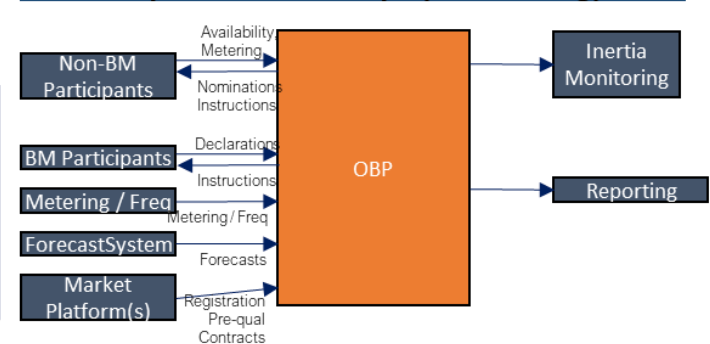 Availability,
Metering
Non-BM
Participants
Nominations
Instructions
Declarations
BM Participants
Instructions
Metering / Freq
Metering / Freq
ForecastSystem
Forecasts
Market
Platform(s)
Registration
Pre-qual
Contracts
OBP
Inertia
Monitoring
Reporting